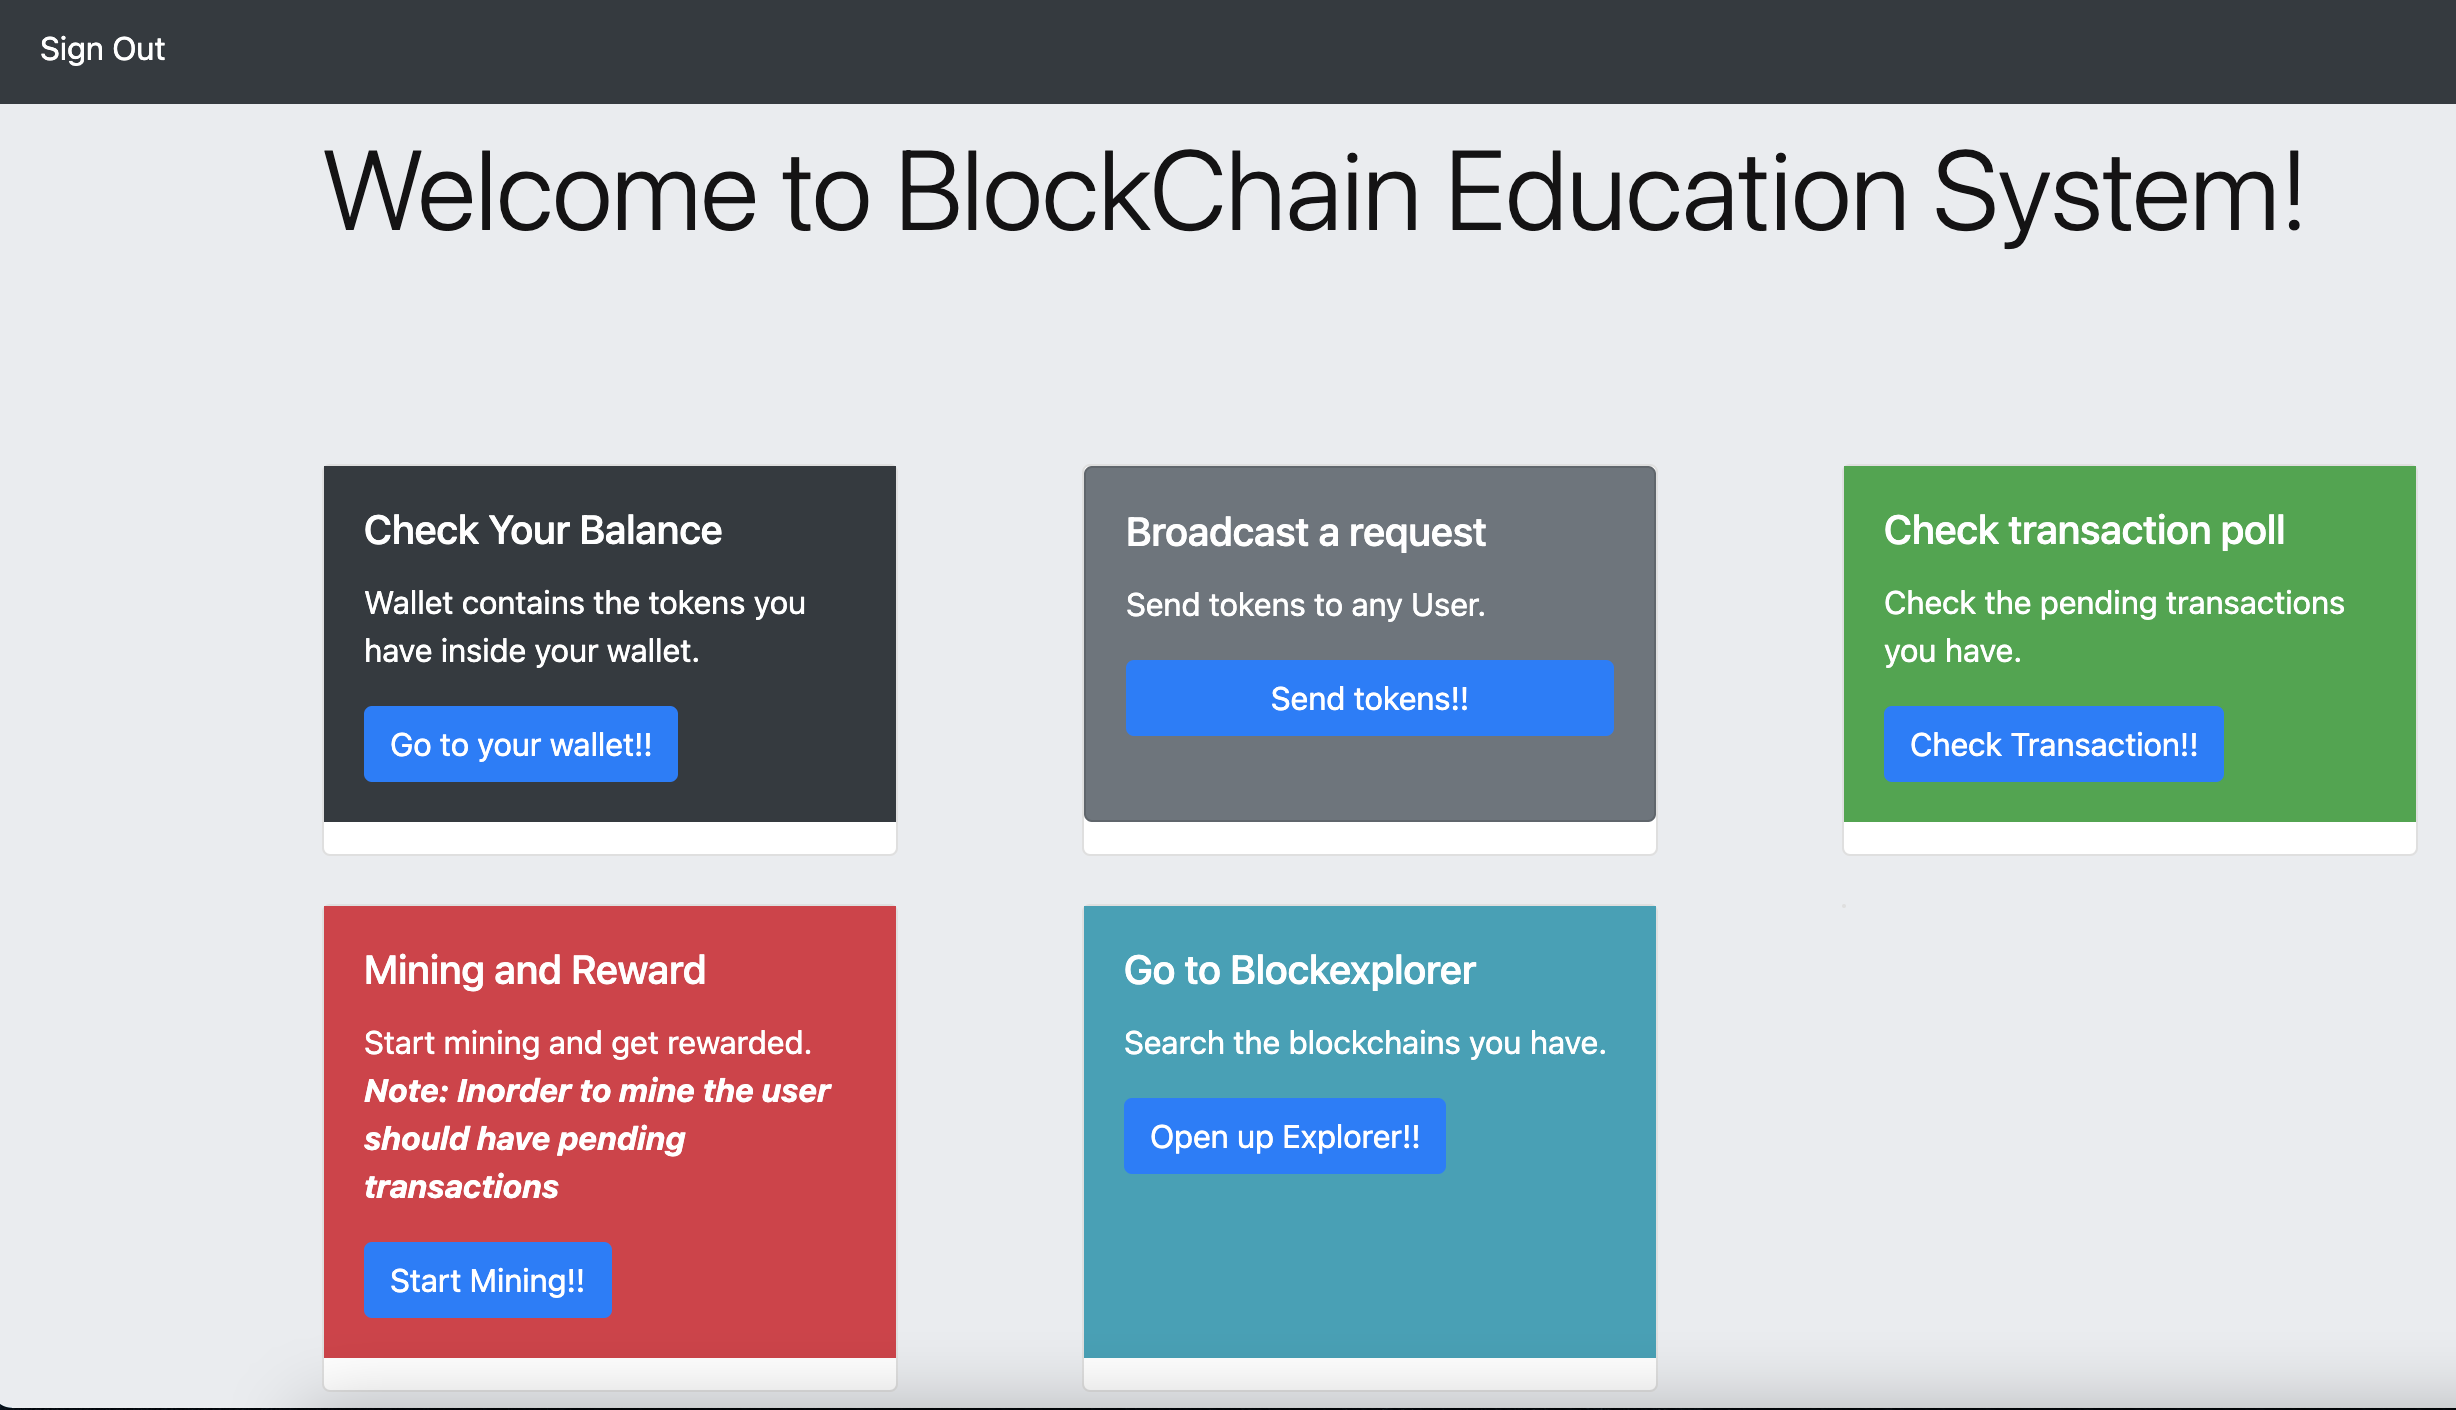 Sign Out
Welcome to BlockChain Education System!
Check Your Balance
Wallet contains the tokens you
have inside your wallet.
Go to your wallet!!
Broadcast a request
Send tokens to any User.
Send tokens!!
Check transaction poll
Check the pending transactions
you have.
Check Transaction!!
Mining and Reward
Start mining and get rewarded.
Note: Inorder to mine the user
should have pending
transactions
Start Mining!!
Go to Blockexplorer
Search the blockchains you have.
Open up Explorer!!